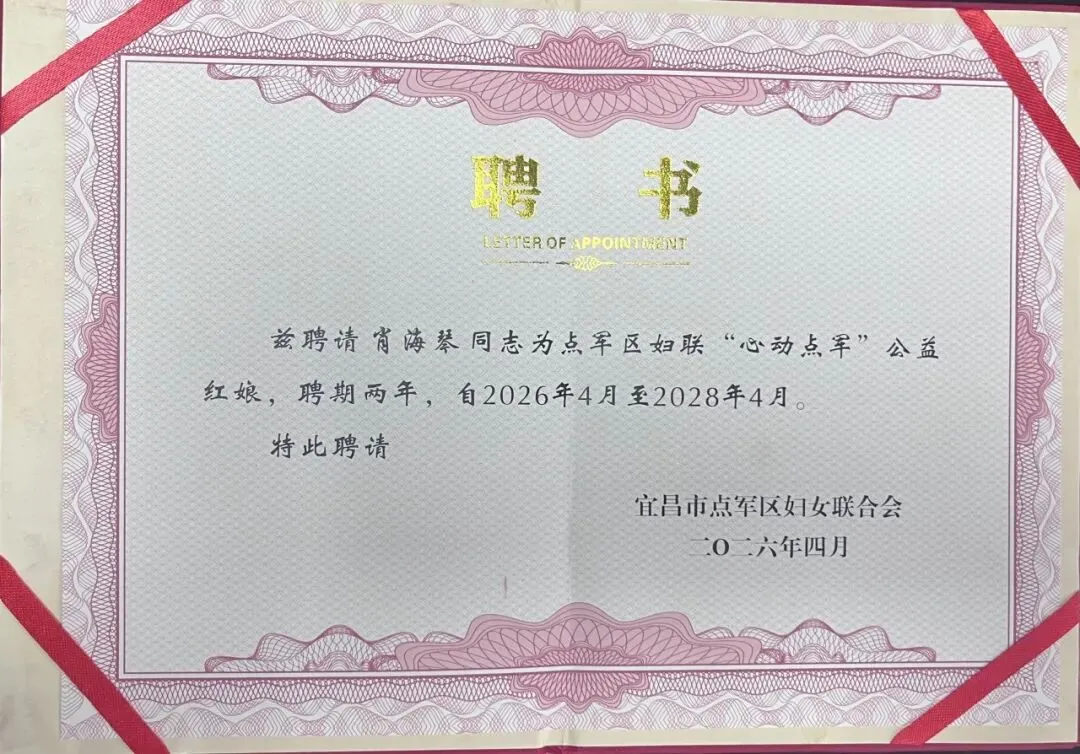 聘书
LETTER OF APPOINTMENT
兹聘请肖海琴同志为点军区妇联“心动点军”公益
红娘，聘期两年，自2026年4月至2028年4月。
特此聘请
宜昌市点军区妇女联合会
二O二六年四月